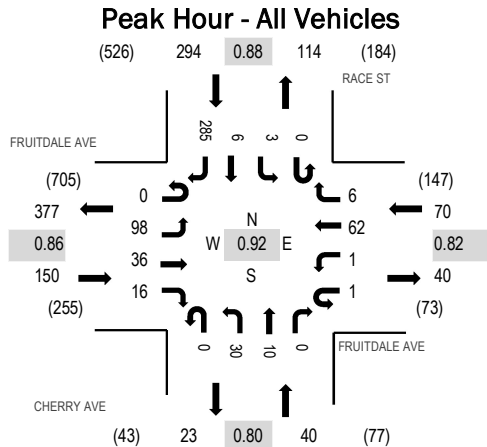 Peak Hour - All Vehicles
(526) 294 0.88 114 (184)
RACE ST
FRUITDALE AVE
285 6 3 0
(705) 0 6 (147)
377 98 N 62 70
0.86 W 0.92 E 0.82
150 36 S 1 40
(255) 16 1 (73)
0 30 10 0
FRUITDALE AVE
CHERRY AVE
(43) 23 0.80 40 (77)